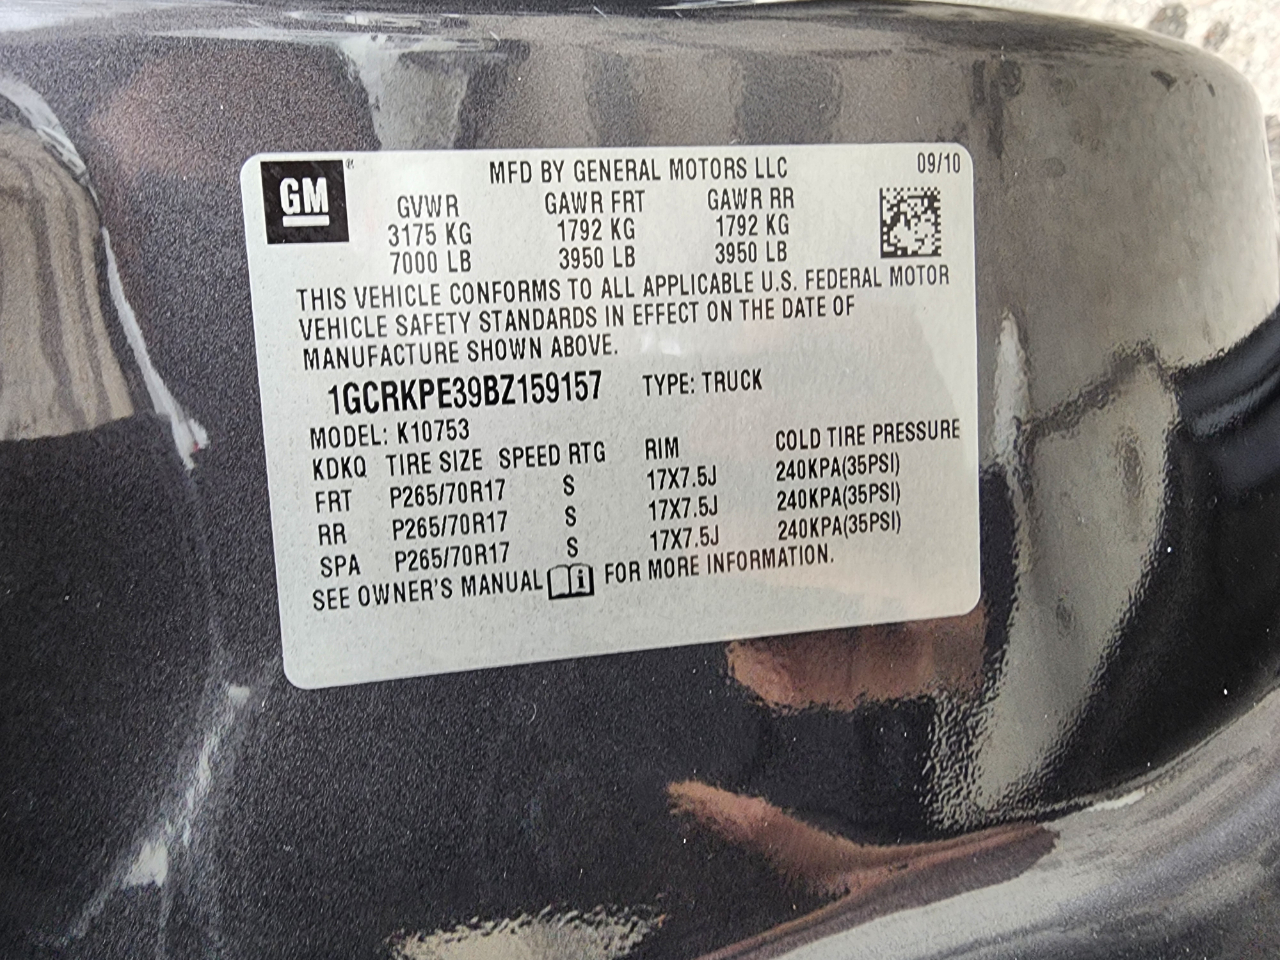 GM
MFD BY GENERAL MOTORS LLC 09/10
GVWR GAWR FRT GAWR RR
3175 KG 1792 KG 1792 KG
7000 LB 3950 LB 3950 LB
THIS VEHICLE CONFORMS TO ALL APPLICABLE U.S. FEDERAL MOTOR
VEHICLE SAFETY STANDARDS IN EFFECT ON THE DATE OF
MANUFACTURE SHOWN ABOVE.
1GCRKPE39BZ159157 TYPE: TRUCK
MODEL: K10753
KDKQ TIRE SIZE SPEED RTG RIM COLD TIRE PRESSURE
FRT P265/70R17 S 17X7.5J 240KPA(35PSI)
RR P265/70R17 S 17X7.5J 240KPA(35PSI)
SPA P265/70R17 S 17X7.5J 240KPA(35PSI)
SEE OWNER'S MANUAL FOR MORE INFORMATION.